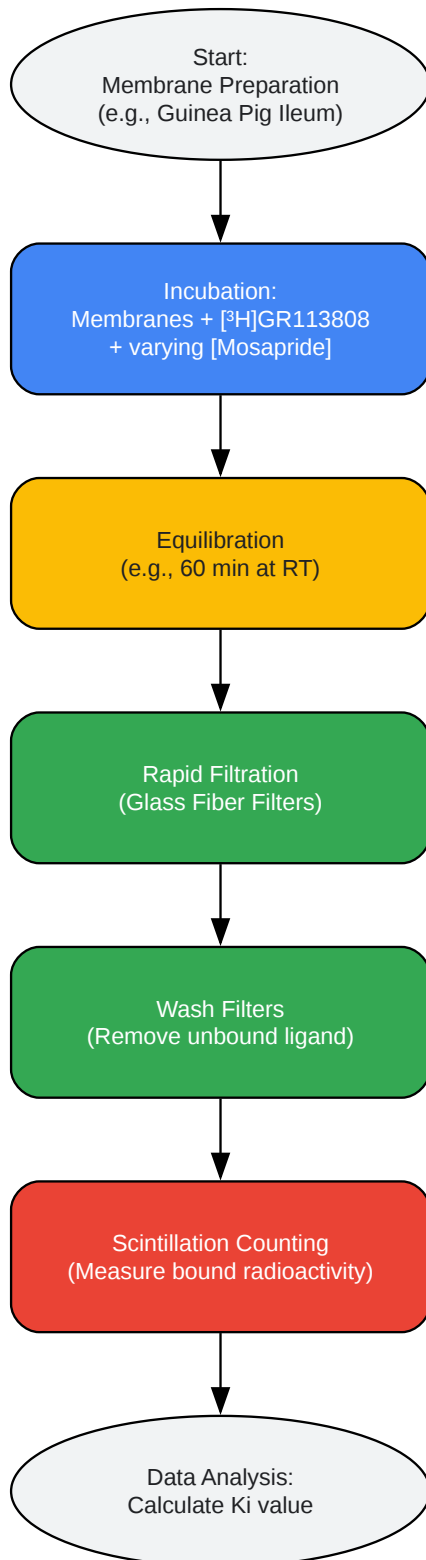 Start:
Membrane Preparation
(e.g., Guinea Pig Ileum)
Incubation:
Membranes + [³H]GR113808
+ varying [Mosapride]
Equilibration
(e.g., 60 min at RT)
Rapid Filtration
(Glass Fiber Filters)
Wash Filters
(Remove unbound ligand)
Scintillation Counting
(Measure bound radioactivity)
Data Analysis:
Calculate Ki value